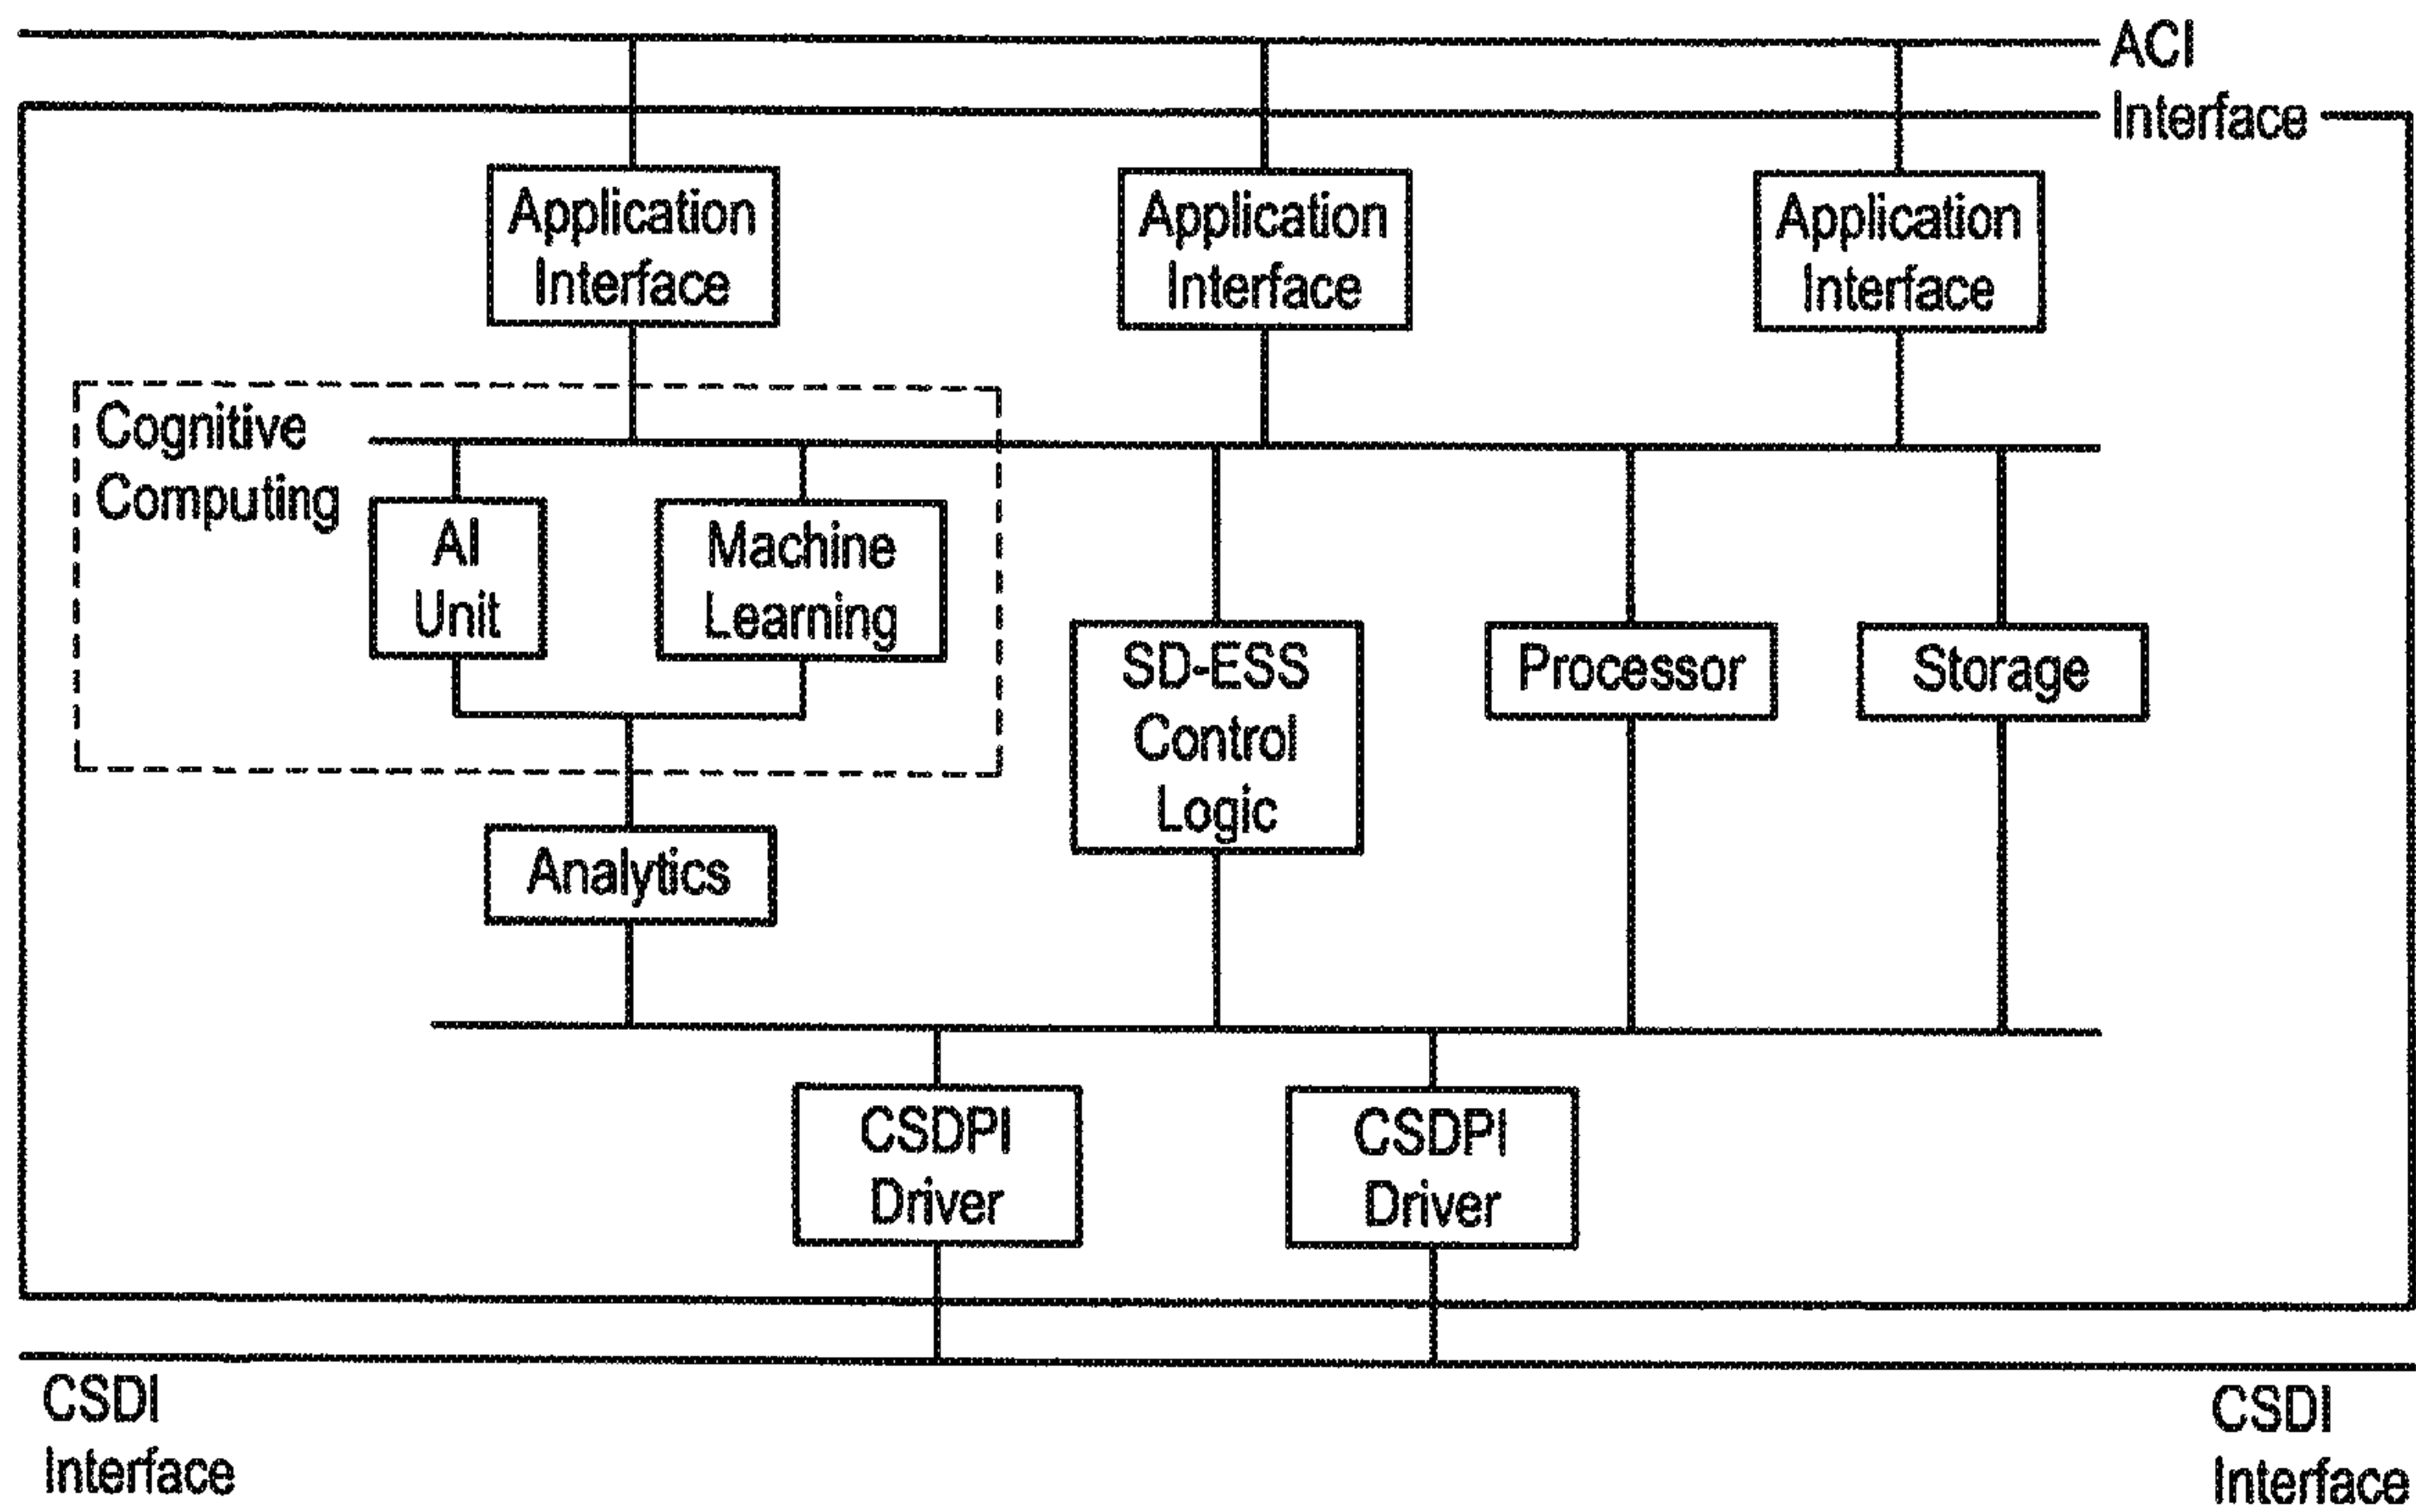 ACI
Interface
Application
Interface
Application
Interface
Application
Interface
Cognitive
Computing
AI
Unit
Machine
Learning
SD-ESS
Control
Logic
Processor
Storage
Analytics
CSDPI
Driver
CSDPI
Driver
CSDI
Interface
CSDI
Interface